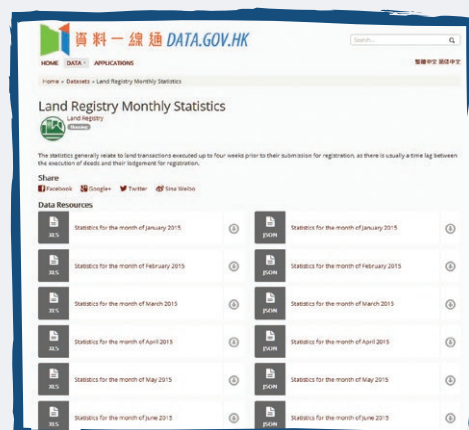 資料一線通 DATA.GOV.HK
Search...
HOME DATA APPLICATIONS
繁體中文 简体中文
Home » Datasets » Land Registry Monthly Statistics
Land Registry Monthly Statistics
Land Registry
The statistics generally relate to land transactions executed up to four weeks prior to their submission for registration, as there is usually a time lag between
the execution of deeds and their lodgement for registration.
Share
Facebook Google+ Twitter Sina Weibo
Data Resources
XLS Statistics for the month of January 2015
JSON Statistics for the month of January 2015
XLS Statistics for the month of February 2015
JSON Statistics for the month of February 2015
XLS Statistics for the month of March 2015
JSON Statistics for the month of March 2015
XLS Statistics for the month of April 2015
JSON Statistics for the month of April 2015
XLS Statistics for the month of May 2015
JSON Statistics for the month of May 2015
XLS Statistics for the month of June 2015
JSON Statistics for the month of June 2015